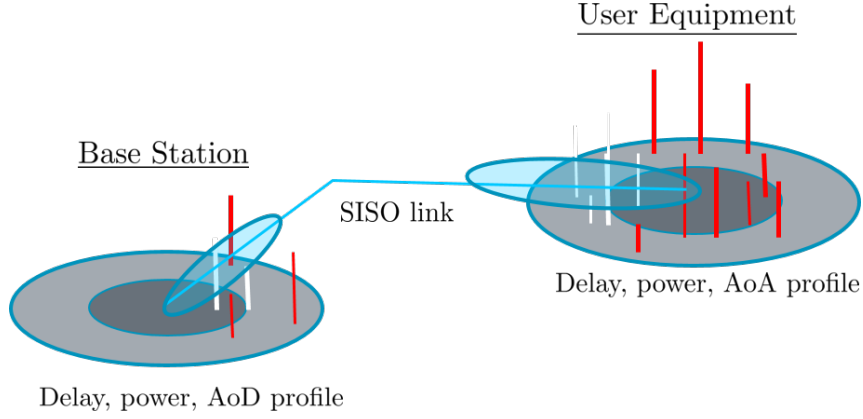 User Equipment
Base Station
SISO link
Delay, power, AoA profile
Delay, power, AoD profile